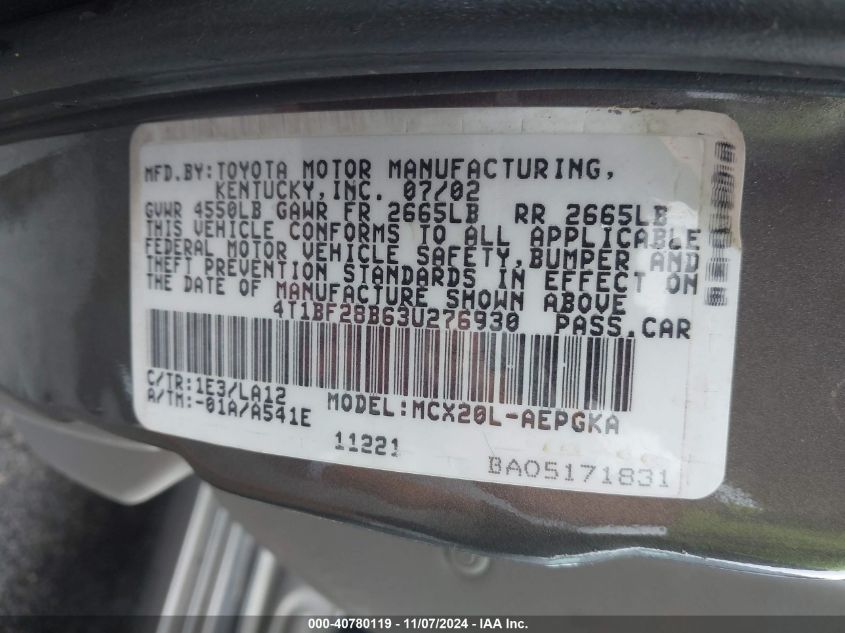 MFD.BY:TOYOTA MOTOR MANUFACTURING,
KENTUCKY,INC. 07/02
GVWR 4550LB GAWR FR 2665LB RR 2665LB
THIS VEHICLE CONFORMS TO ALL APPLICABLE
FEDERAL MOTOR VEHICLE SAFETY,BUMPER AND
THEFT PREVENTION STANDARDS IN EFFECT ON
THE DATE OF MANUFACTURE SHOWN ABOVE
4T1BF28B63U276930 PASS.CAR
C/TR:1E3/LA12
A/TM:-01A/A541E
MODEL:MCX20L-AEPGKA
11221
BA05171831
000-40780119 | 11/07/2024 - IAA Inc.